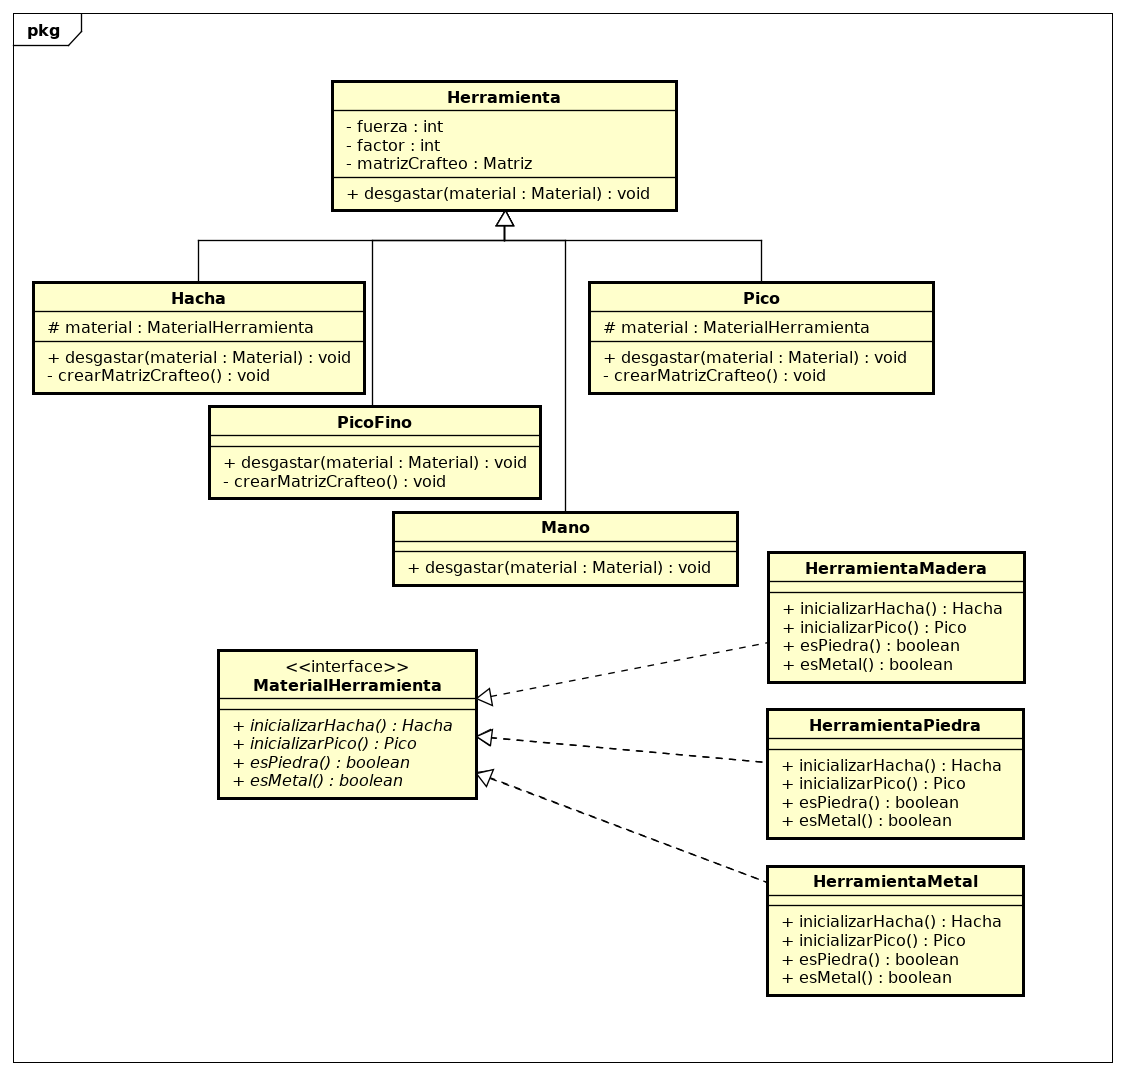 pkg
Herramienta
- fuerza : int
- factor : int
- matrizCrafteo : Matriz
+ desgastar(material : Material) : void
Hacha
# material : MaterialHerramienta
+ desgastar(material : Material) : void
- crearMatrizCrafteo() : void
Pico
# material : MaterialHerramienta
+ desgastar(material : Material) : void
- crearMatrizCrafteo() : void
PicoFino
+ desgastar(material : Material) : void
- crearMatrizCrafteo() : void
Mano
+ desgastar(material : Material) : void
HerramientaMadera
+ inicializarHacha() : Hacha
+ inicializarPico() : Pico
+ esPiedra() : boolean
+ esMetal() : boolean
<<interface>>
MaterialHerramienta
+ inicializarHacha() : Hacha
+ inicializarPico() : Pico
+ esPiedra() : boolean
+ esMetal() : boolean
HerramientaPiedra
+ inicializarHacha() : Hacha
+ inicializarPico() : Pico
+ esPiedra() : boolean
+ esMetal() : boolean
HerramientaMetal
+ inicializarHacha() : Hacha
+ inicializarPico() : Pico
+ esPiedra() : boolean
+ esMetal() : boolean